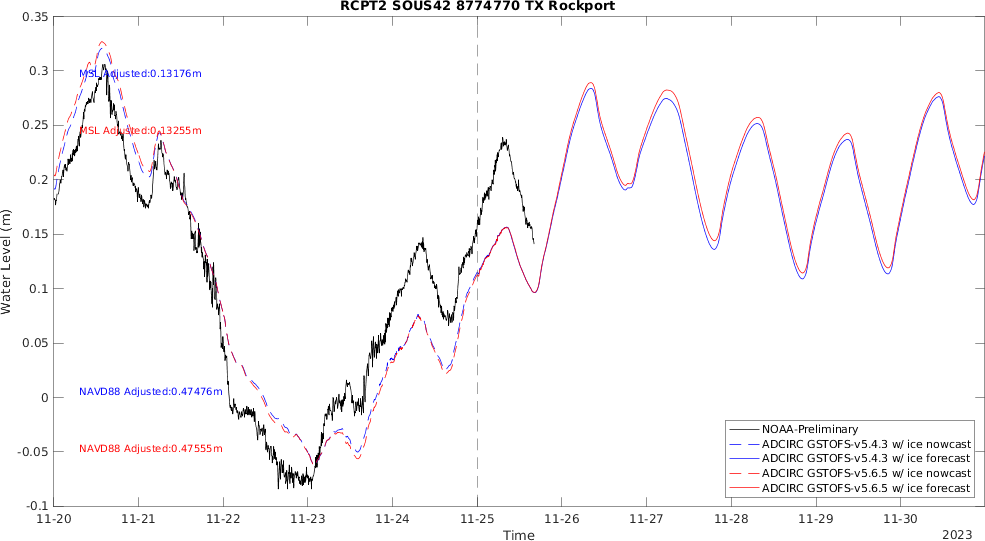 RCPT2 SOUS42 8774770 TX Rockport
0.35
0.3
0.25
0.2
0.15
0.1
0.05
0
-0.05
-0.1
Water Level (m)
MSL Adjusted:0.13176m
MSL Adjusted:0.13255m
NAVD88 Adjusted:0.47476m
NAVD88 Adjusted:0.47555m
NOAA-Preliminary
ADCIRC GSTOFS-v5.4.3 w/ ice nowcast
ADCIRC GSTOFS-v5.4.3 w/ ice forecast
ADCIRC GSTOFS-v5.6.5 w/ ice nowcast
ADCIRC GSTOFS-v5.6.5 w/ ice forecast
11-20 11-21 11-22 11-23 11-24 11-25 11-26 11-27 11-28 11-29 11-30
Time
2023